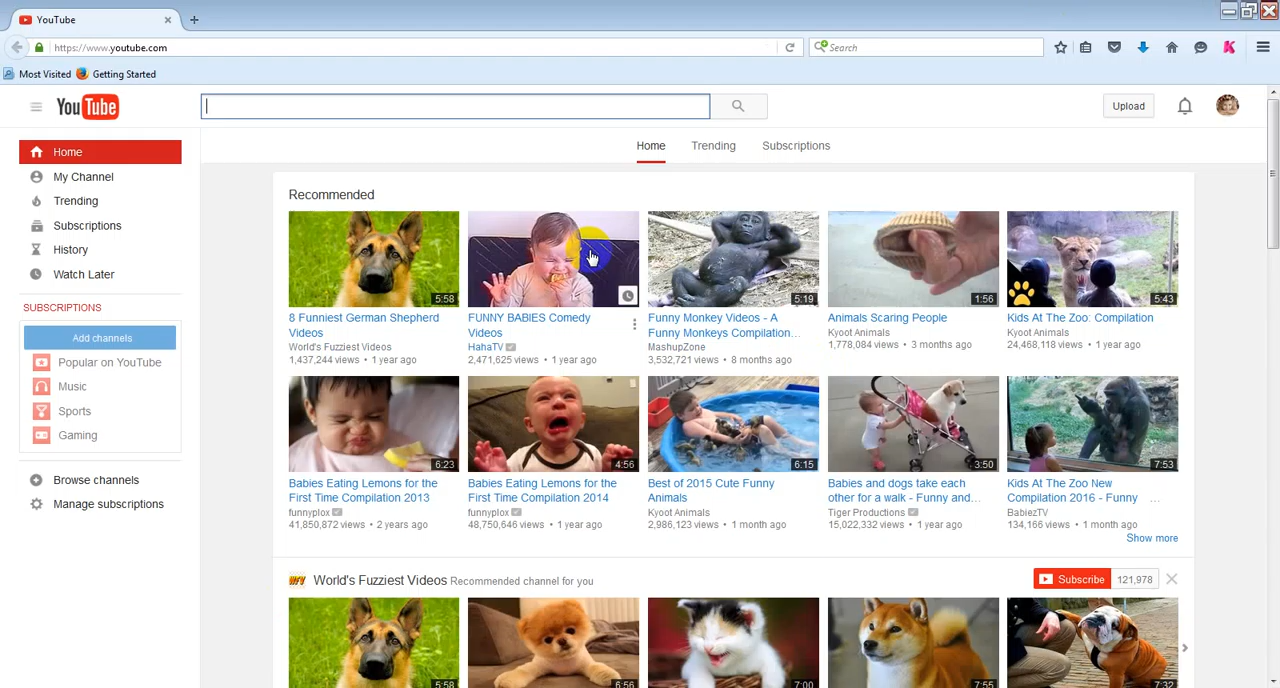 YouTube
https://www.youtube.com
Search
Most Visited
Getting Started
YouTube
Upload
Home
Trending
Subscriptions
Home
My Channel
Trending
Subscriptions
History
Watch Later
SUBSCRIPTIONS
Add channels
Popular on YouTube
Music
Sports
Gaming
Browse channels
Manage subscriptions
Recommended
5:58
8 Funniest German Shepherd
Videos
World's Fuzziest Videos
1,437,244 views • 1 year ago
FUNNY BABIES Comedy
Videos
HahaTV
2,471,625 views • 1 year ago
5:19
Funny Monkey Videos - A
Funny Monkeys Compilation...
MashupZone
3,532,721 views • 8 months ago
1:56
Animals Scaring People
Kyoot Animals
1,778,084 views • 3 months ago
5:43
Kids At The Zoo: Compilation
Kyoot Animals
24,468,118 views • 1 year ago
6:23
Babies Eating Lemons for the
First Time Compilation 2013
funnyplox
41,850,872 views • 2 years ago
4:56
Babies Eating Lemons for the
First Time Compilation 2014
funnyplox
48,750,646 views • 1 year ago
6:15
Best of 2015 Cute Funny
Animals
Kyoot Animals
2,986,123 views • 1 month ago
3:50
Babies and dogs take each
other for a walk - Funny and...
Tiger Productions
15,022,332 views • 1 year ago
7:53
Kids At The Zoo New
Compilation 2016 - Funny ...
BabiezTV
134,166 views • 1 month ago
Show more
World's Fuzziest Videos Recommended channel for you
Subscribe 121,978
5:58
6:56
7:00
7:55
7:32